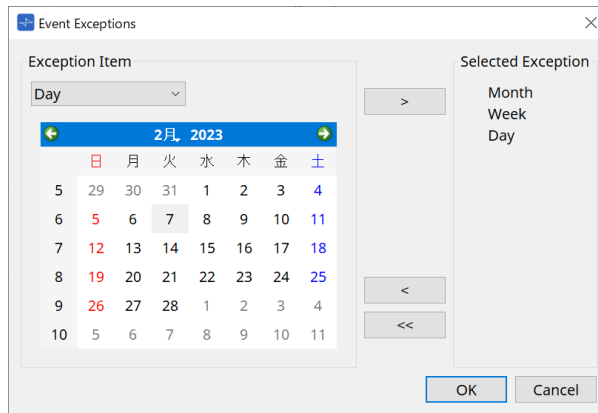 Event Exceptions
Exception Item
Day
>
2月, 2023
日 月 火 水 木 金 土
5 29 30 31 1 2 3 4
6 5 6 7 8 9 10 11
7 12 13 14 15 16 17 18
8 19 20 21 22 23 24 25
9 26 27 28 1 2 3 4
10 5 6 7 8 9 10 11
<
<<
Selected Exception
Month
Week
Day
OK Cancel